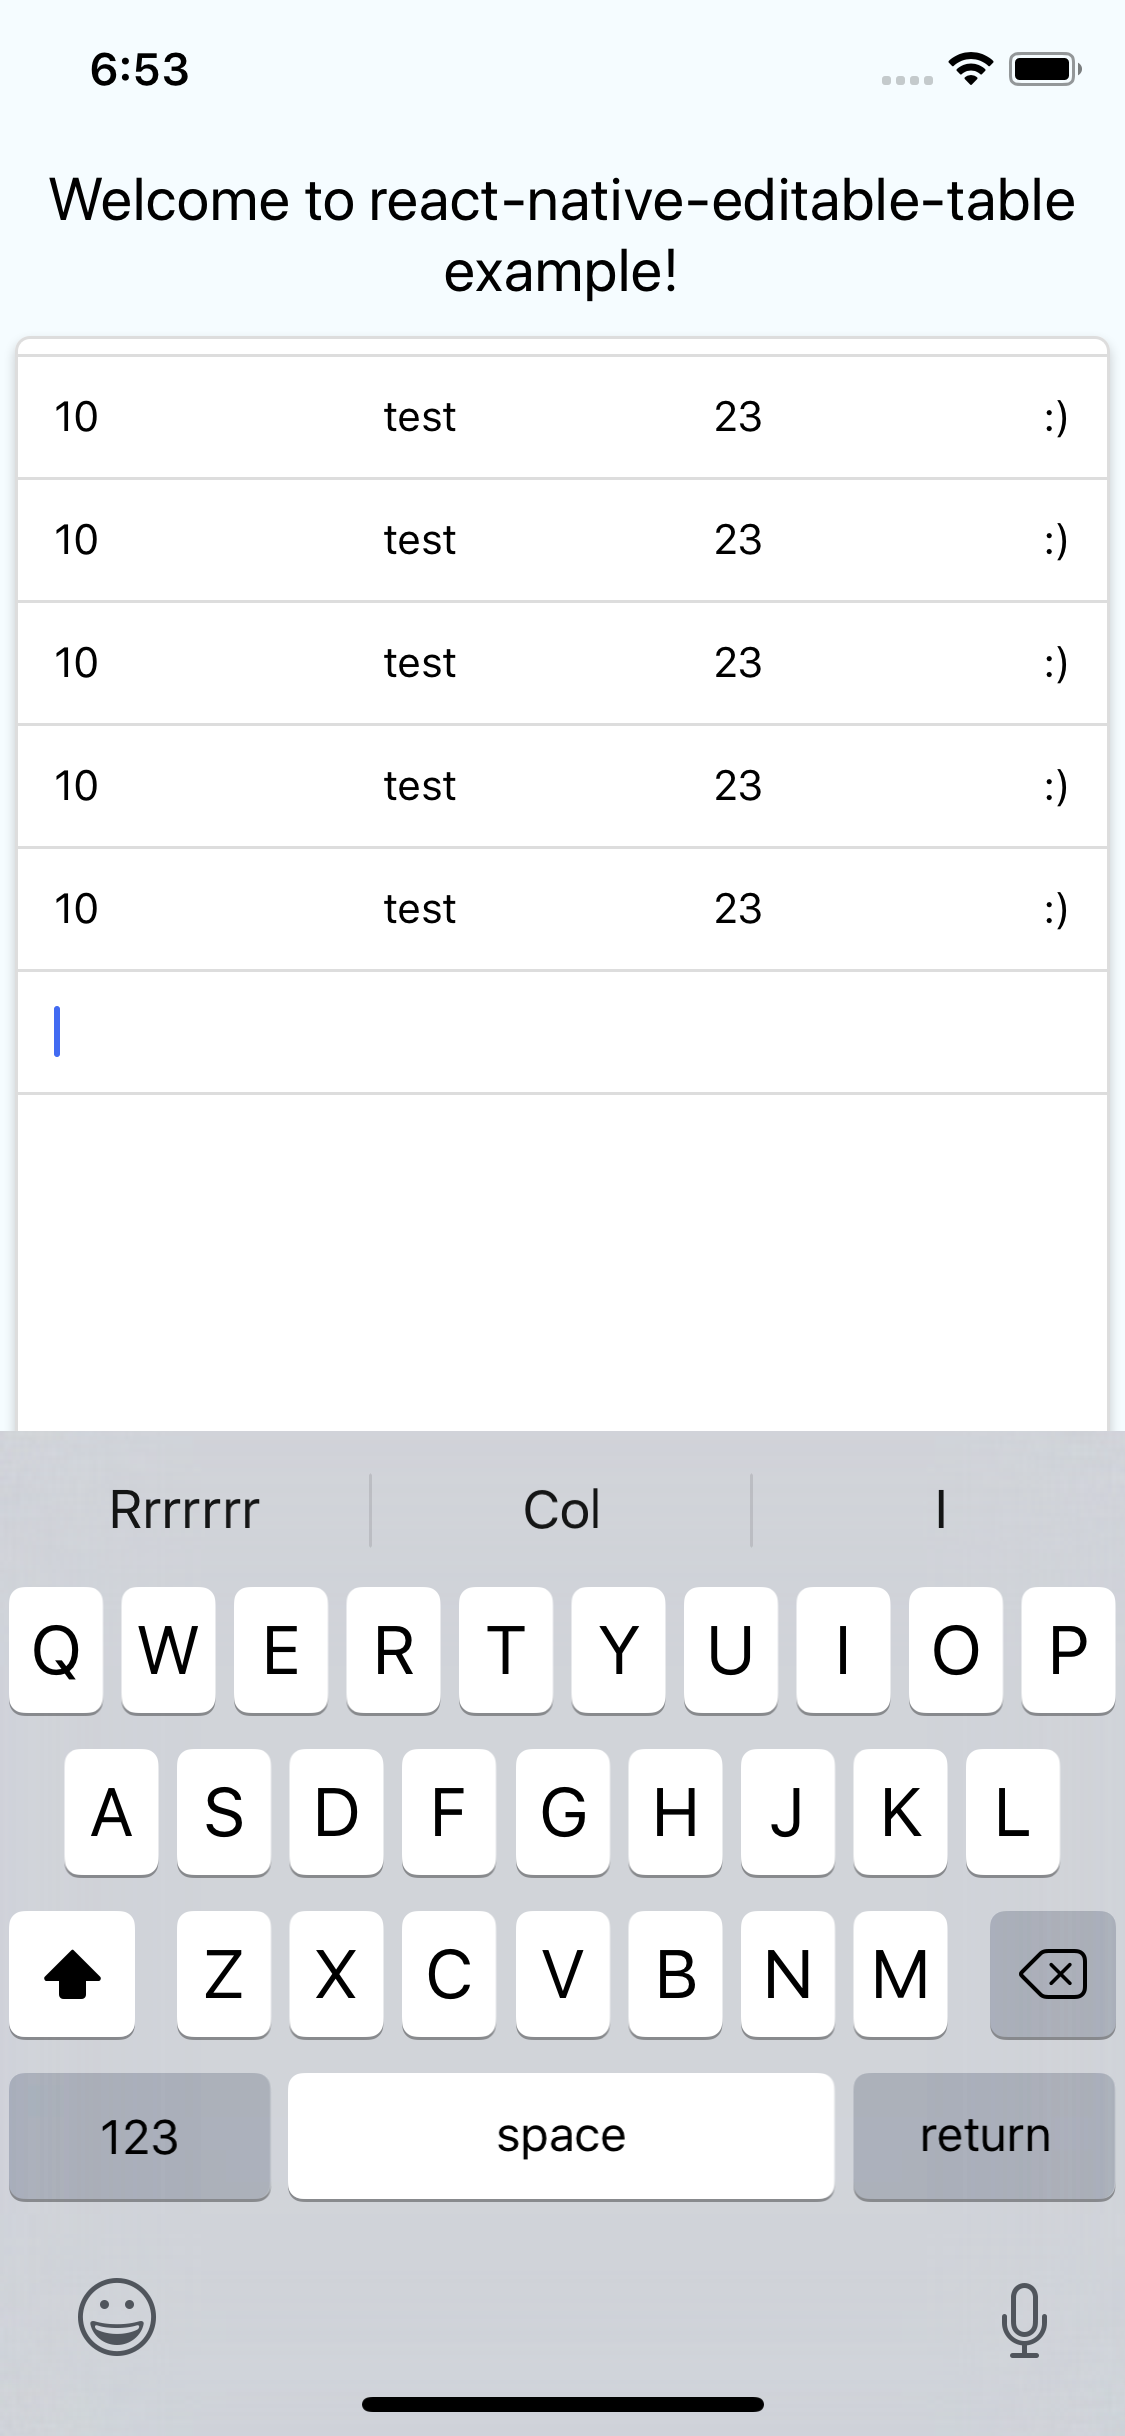 6:53
Welcome to react-native-editable-table
example!
10 test 23 :)
10 test 23 :)
10 test 23 :)
10 test 23 :)
10 test 23 :)
Rrrrrrr Col I
Q W E R T Y U I O P
A S D F G H J K L
Z X C V B N M
123 space return